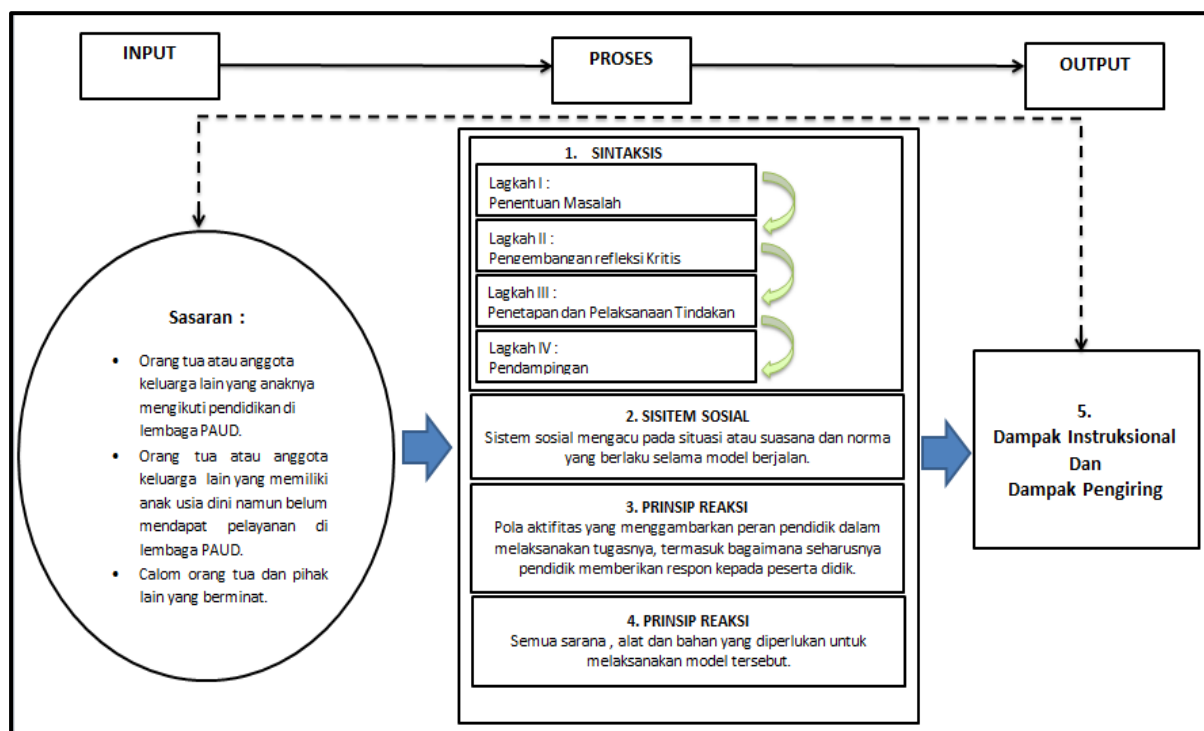 INPUT
PROSES
OUTPUT
Sasaran :
• Orang tua atau anggota
keluarga lain yang anaknya
mengikuti pendidikan di
lembaga PAUD.
• Orang tua atau anggota
keluarga lain yang memiliki
anak usia dini namun belum
mendapat pelayanan di
lembaga PAUD.
• Calom orang tua dan pihak
lain yang berminat.
1. SINTAKSIS
Lagkah I :
Penentuan Masalah
Lagkah II :
Pengembangan refleksi Kritis
Lagkah III :
Penetapan dan Pelaksanaan Tindakan
Lagkah IV :
Pendampingan
2. SISITEM SOSIAL
Sistem sosial mengacu pada situasi atau suasana dan norma
yang berlaku selama model berjalan.
3. PRINSIP REAKSI
Pola aktifitas yang menggambarkan peran pendidik dalam
melaksanakan tugasnya, termasuk bagaimana seharusnya
pendidik memberikan respon kepada peserta didik.
4. PRINSIP REAKSI
Semua sarana , alat dan bahan yang diperlukan untuk
melaksanakan model tersebut.
5.
Dampak Instruksional
Dan
Dampak Pengiring